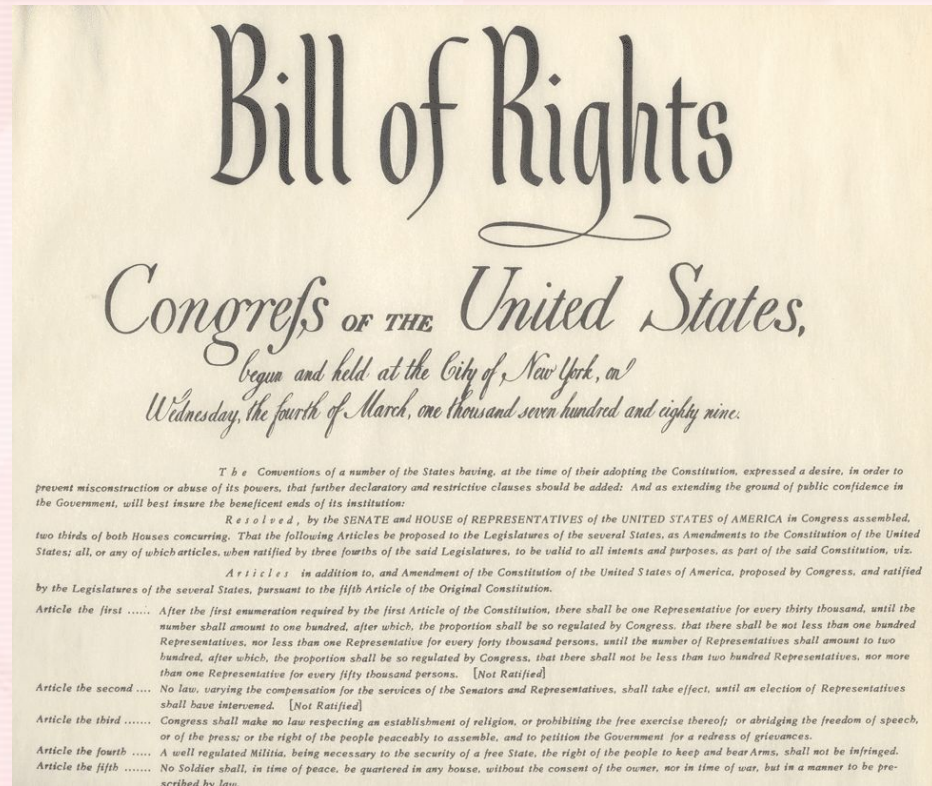 Bill of Rights
Congreſs OF THE United States,
begun and held at the City of New York, on
Wednesday, the fourth of March, one thousand seven hundred and eighty nine.
The Conventions of a number of the States having, at the time of their adopting the Constitution, expressed a desire, in order to
prevent misconstruction or abuse of its powers, that further declaratory and restrictive clauses should be added: And as extending the ground of public confidence in
the Government, will best insure the beneficent ends of its institution:
Resolved, by the SENATE and HOUSE of REPRESENTATIVES of the UNITED STATES of AMERICA in Congress assembled,
two thirds of both Houses concurring. That the following Articles be proposed to the Legislatures of the several States, as Amendments to the Constitution of the United
States; all, or any of which articles, when ratified by three fourths of the said Legislatures, to be valid to all intents and purposes, as part of the said Constitution, viz.
Articles in addition to, and Amendment of the Constitution of the United States of America, proposed by Congress, and ratified
by the Legislatures of the several States, pursuant to the fifth Article of the Original Constitution.
Article the first ...... After the first enumeration required by the first Article of the Constitution, there shall be one Representative for every thirty thousand, until the
number shall amount to one hundred, after which, the proportion shall be so regulated by Congress, that there shall be not less than one hundred
Representatives, nor less than one Representative for every forty thousand persons, until the number of Representatives shall amount to two
hundred, after which, the proportion shall be so regulated by Congress, that there shall not be less than two hundred Representatives, nor more
than one Representative for every fifty thousand persons. [Not Ratified]
Article the second .... No law, varying the compensation for the services of the Senators and Representatives, shall take effect, until an election of Representatives
shall have intervened. [Not Ratified]
Article the third ....... Congress shall make no law respecting an establishment of religion, or prohibiting the free exercise thereof; or abridging the freedom of speech,
or of the press; or the right of the people peaceably to assemble, and to petition the Government for a redress of grievances.
Article the fourth ..... A well regulated Militia, being necessary to the security of a free State, the right of the people to keep and bear Arms, shall not be infringed.
Article the fifth ....... No Soldier shall, in time of peace, be quartered in any house, without the consent of the owner, nor in time of war, but in a manner to be pre-
scribed by law.